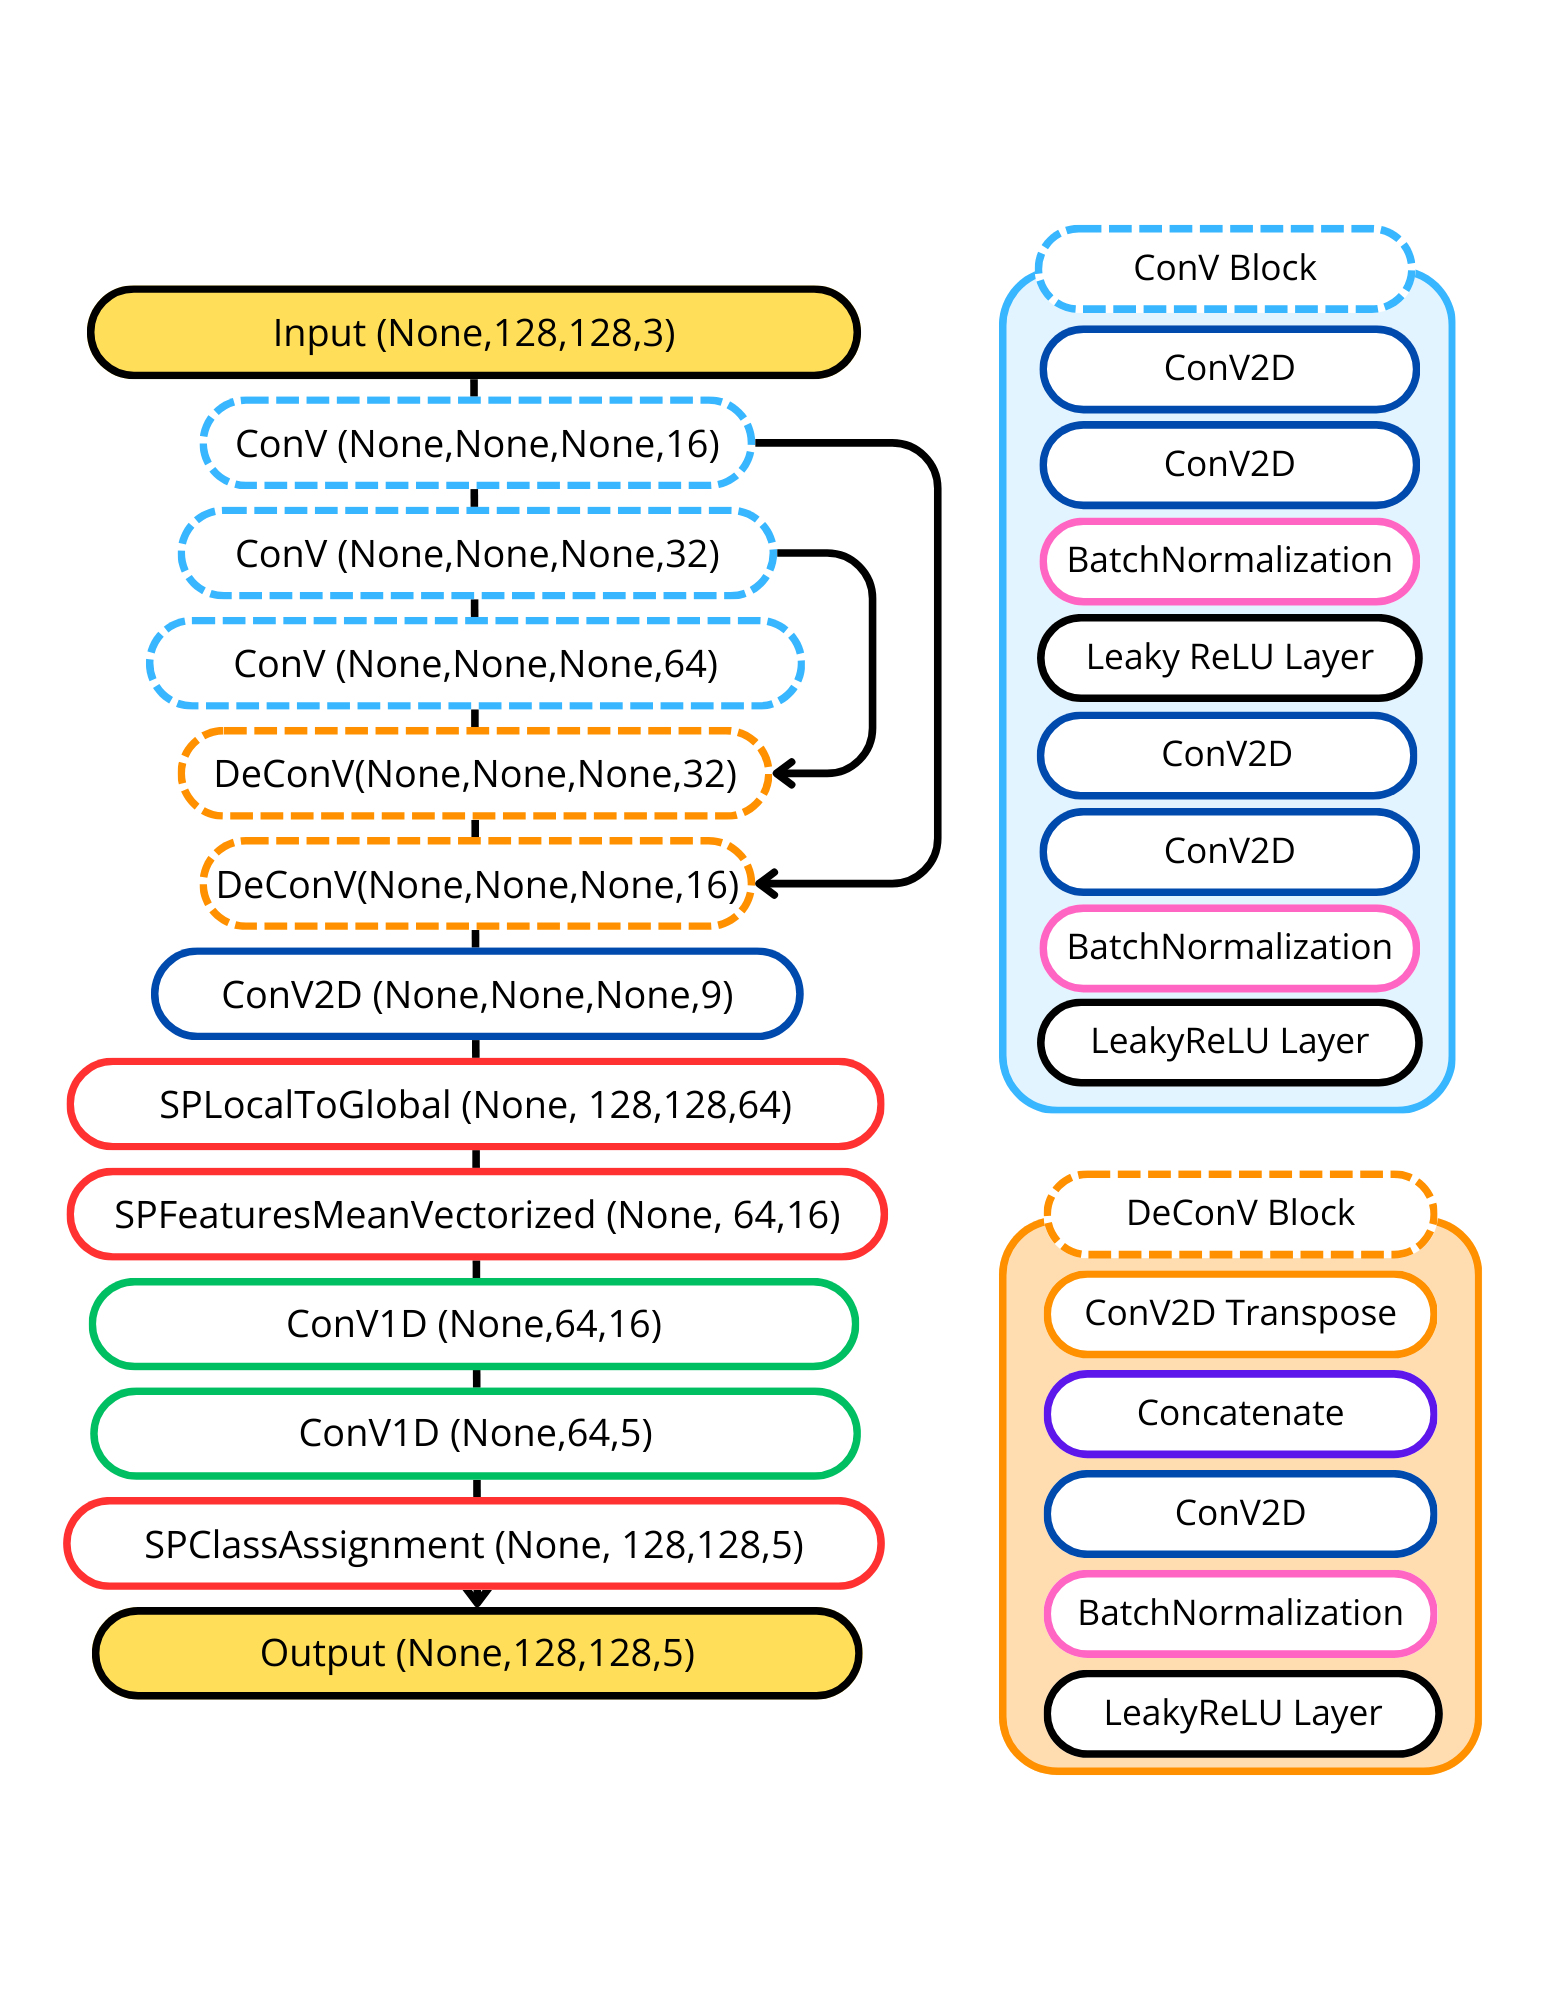 Input (None,128,128,3)
ConV (None,None,None,16)
ConV (None,None,None,32)
ConV (None,None,None,64)
DeConV(None,None,None,32)
DeConV(None,None,None,16)
ConV2D (None,None,None,9)
SPLocalToGlobal (None, 128,128,64)
SPFeaturesMeanVectorized (None, 64,16)
ConV1D (None,64,16)
ConV1D (None,64,5)
SPClassAssignment (None, 128,128,5)
Output (None,128,128,5)
ConV Block
ConV2D
ConV2D
BatchNormalization
Leaky ReLU Layer
ConV2D
ConV2D
BatchNormalization
LeakyReLU Layer
DeConV Block
ConV2D Transpose
Concatenate
ConV2D
BatchNormalization
LeakyReLU Layer